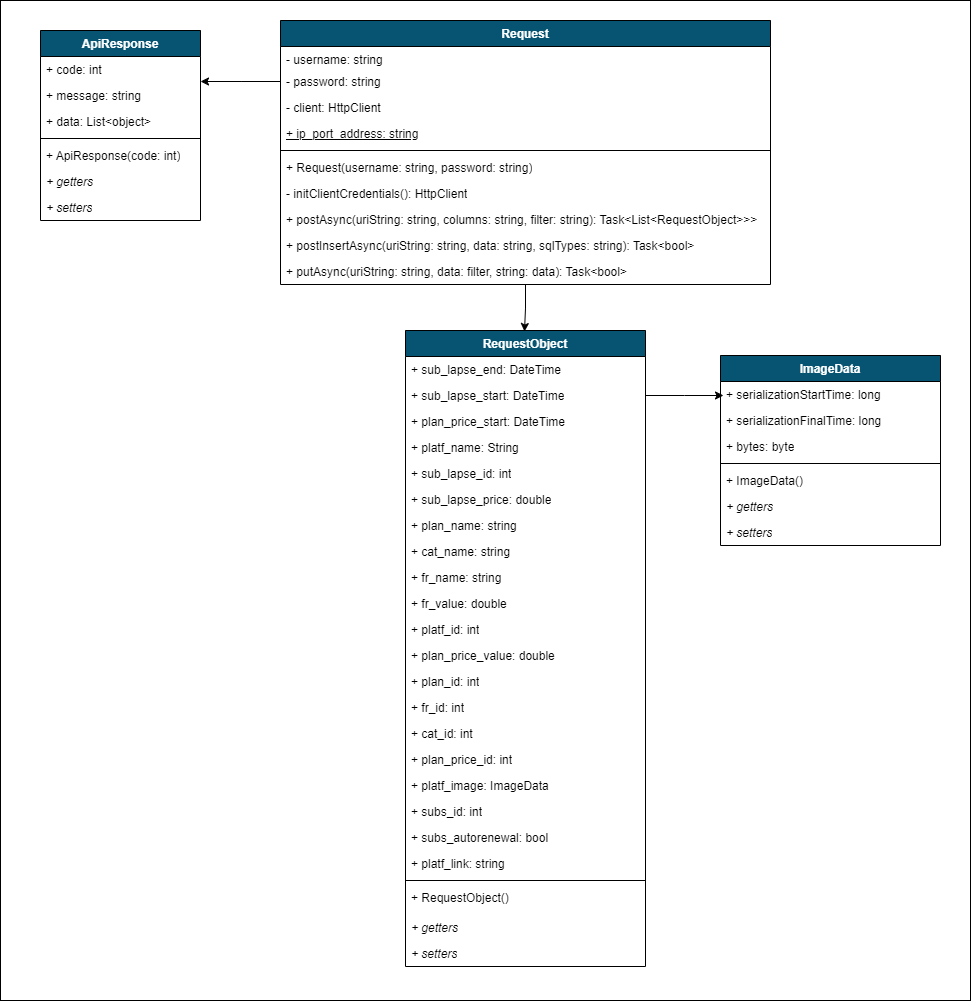 ApiResponse
+ code: int
+ message: string
+ data: List<object>
+ ApiResponse(code: int)
+ getters
+ setters
Request
- username: string
- password: string
- client: HttpClient
+ ip_port_address: string
+ Request(username: string, password: string)
- initClientCredentials(): HttpClient
+ postAsync(uriString: string, columns: string, filter: string): Task<List<RequestObject>>>
+ postInsertAsync(uriString: string, data: string, sqlTypes: string): Task<bool>
+ putAsync(uriString: string, data: filter, string: data): Task<bool>
RequestObject
+ sub_lapse_end: DateTime
+ sub_lapse_start: DateTime
+ plan_price_start: DateTime
+ platf_name: String
+ sub_lapse_id: int
+ sub_lapse_price: double
+ plan_name: string
+ cat_name: string
+ fr_name: string
+ fr_value: double
+ platf_id: int
+ plan_price_value: double
+ plan_id: int
+ fr_id: int
+ cat_id: int
+ plan_price_id: int
+ platf_image: ImageData
+ subs_id: int
+ subs_autorenewal: bool
+ platf_link: string
+ RequestObject()
+ getters
+ setters
ImageData
+ serializationStartTime: long
+ serializationFinalTime: long
+ bytes: byte
+ ImageData()
+ getters
+ setters